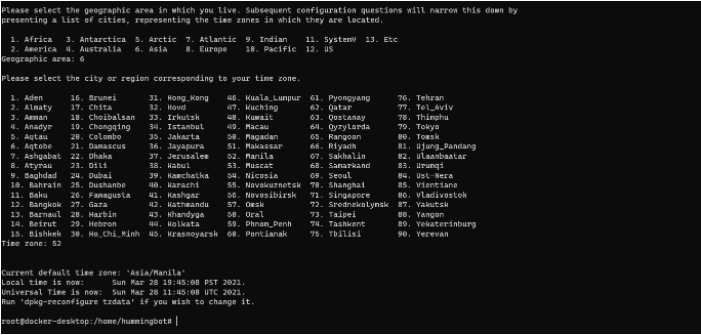 Please select the geographic area in which you live. Subsequent configuration questions will narrow this down by
presenting a list of cities, representing the time zones in which they are located.
1. Africa 3. Antarctica 5. Arctic 7. Atlantic 9. Indian 11. SystemV 13. Etc
2. America 4. Australia 6. Asia 8. Europe 10. Pacific 12. US
Geographic area: 6
Please select the city or region corresponding to your time zone.
1. Aden 16. Brunei 31. Hong_Kong 46. Kuala_Lumpur 61. Pyongyang 76. Tehran
2. Almaty 17. Chita 32. Hovd 47. Kuching 62. Qatar 77. Tel_Aviv
3. Amman 18. Choibalsan 33. Irkutsk 48. Kuwait 63. Qostanay 78. Thimphu
4. Anadyr 19. Chongqing 34. Istanbul 49. Macau 64. Qyzylorda 79. Tokyo
5. Aqtau 20. Colombo 35. Jakarta 50. Magadan 65. Rangoon 80. Tomsk
6. Aqtobe 21. Damascus 36. Jayapura 51. Makassar 66. Riyadh 81. Ujung_Pandang
7. Ashgabat 22. Dhaka 37. Jerusalem 52. Manila 67. Sakhalin 82. Ulaanbaatar
8. Atyrau 23. Dili 38. Kabul 53. Muscat 68. Samarkand 83. Urumqi
9. Baghdad 24. Dubai 39. Kamchatka 54. Nicosia 69. Seoul 84. Ust-Nera
10. Bahrain 25. Dushanbe 40. Karachi 55. Novokuznetsk 70. Shanghai 85. Vientiane
11. Baku 26. Famagusta 41. Kashgar 56. Novosibirsk 71. Singapore 86. Vladivostok
12. Bangkok 27. Gaza 42. Kathmandu 57. Omsk 72. Srednekolymsk 87. Yakutsk
13. Barnaul 28. Harbin 43. Khandyga 58. Oral 73. Taipei 88. Yangon
14. Beirut 29. Hebron 44. Kolkata 59. Phnom_Penh 74. Tashkent 89. Yekaterinburg
15. Bishkek 30. Ho_Chi_Minh 45. Krasnoyarsk 60. Pontianak 75. Tbilisi 90. Yerevan
Time zone: 52
Current default time zone: 'Asia/Manila'
Local time is now: Sun Mar 28 19:45:08 PST 2021.
Universal Time is now: Sun Mar 28 11:45:08 UTC 2021.
Run 'dpkg-reconfigure tzdata' if you wish to change it.
root@docker-desktop:/home/hummingbot#